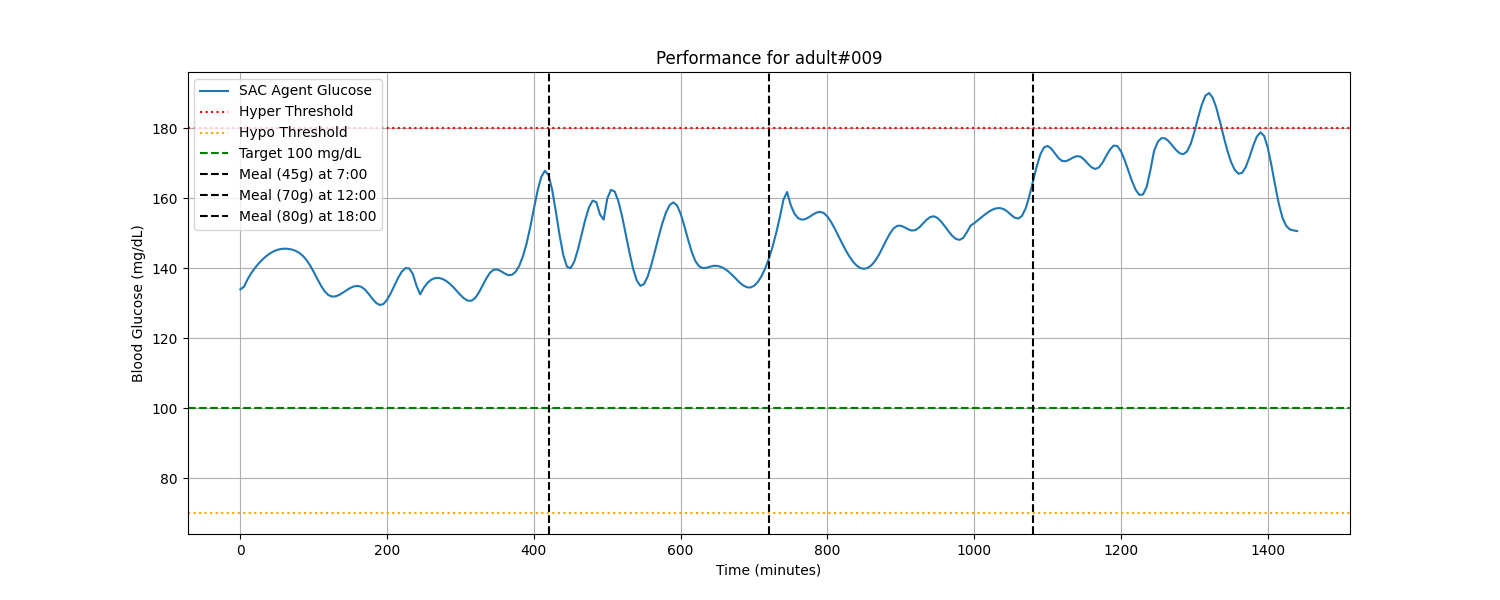 Performance for adult#009
SAC Agent Glucose
Hyper Threshold
Hypo Threshold
Target 100 mg/dL
Meal (45g) at 7:00
Meal (70g) at 12:00
Meal (80g) at 18:00
Blood Glucose (mg/dL)
180
160
140
120
100
80
0 200 400 600 800 1000 1200 1400
Time (minutes)